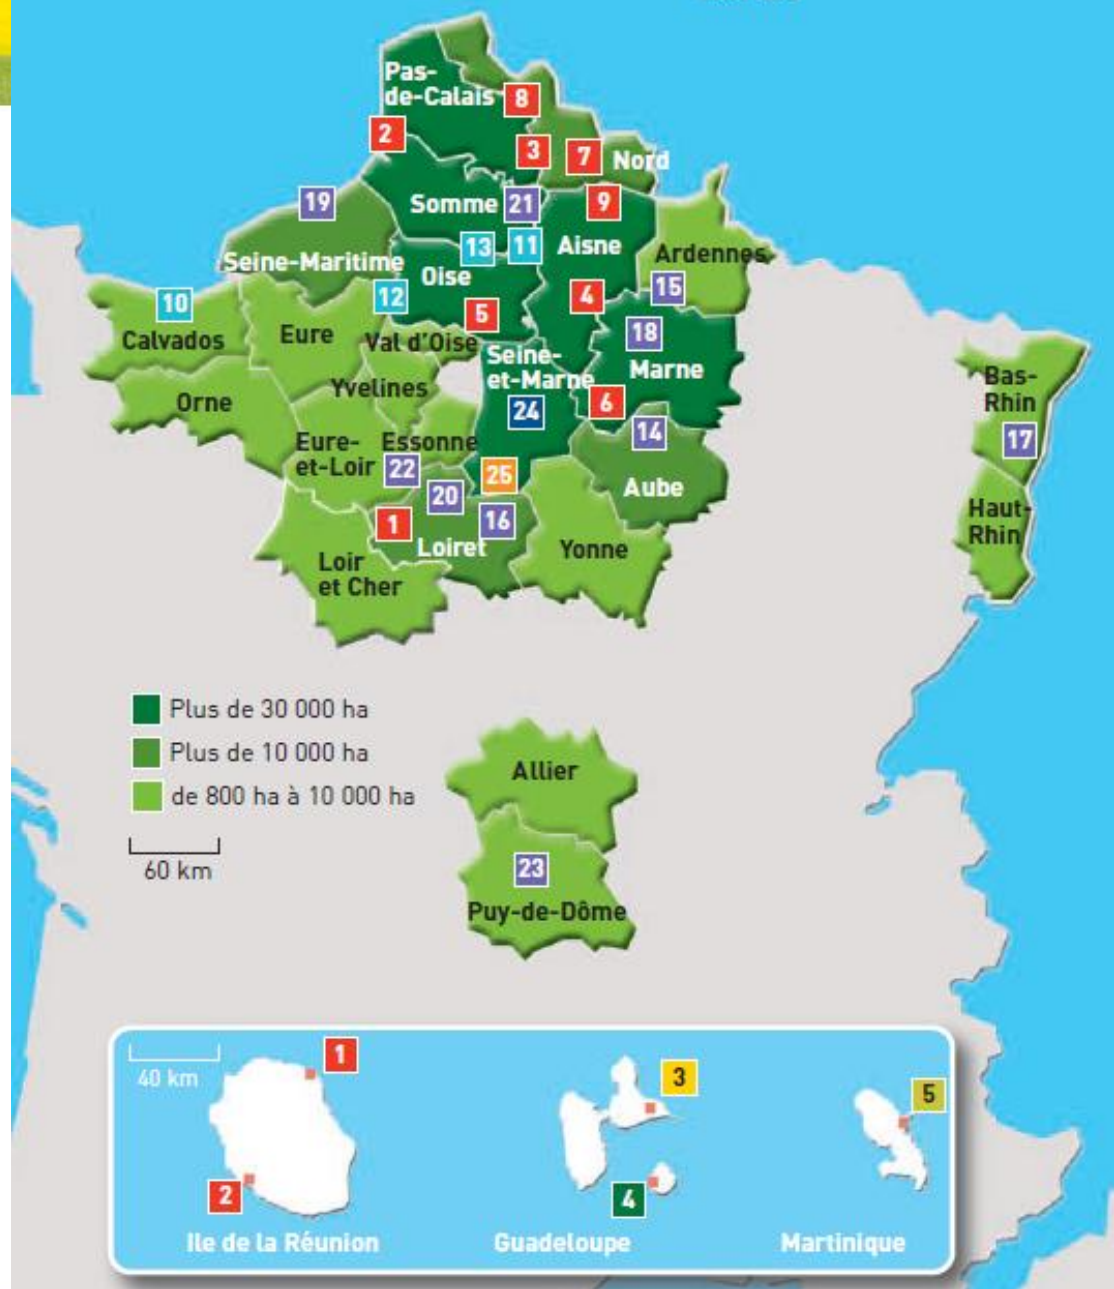 Pas-
de-Calais
8
2
3
7
Nord
19
Somme
21
9
13
11
Aisne
Ardennes
Seine-Maritime
Oise
10
12
5
4
15
Calvados
Eure
Val d'Oise
18
Seine-
et-Marne
Marne
Yvelines
Orne
24
6
Bas-
Rhin
17
Eure-
et-Loir
Essonne
14
22
25
20
Aube
1
16
Loiret
Yonne
Haut-
Rhin
Loir
et Cher
Plus de 30 000 ha
Plus de 10 000 ha
de 800 ha à 10 000 ha
60 km
Allier
23
Puy-de-Dôme
40 km
1
2
Ile de la Réunion
3
4
Guadeloupe
5
Martinique